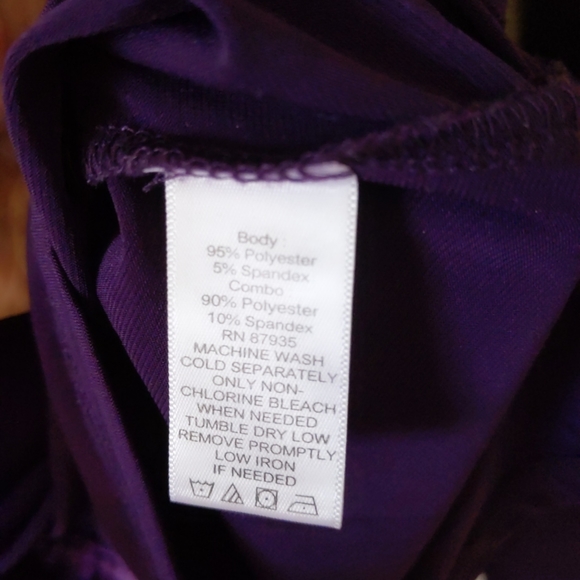 Body :
95% Polyester
5% Spandex
Combo
90% Polyester
10% Spandex
RN 87935
MACHINE WASH
COLD SEPARATELY
ONLY NON-
CHLORINE BLEACH
WHEN NEEDED
TUMBLE DRY LOW
REMOVE PROMPTLY
LOW IRON
IF NEEDED